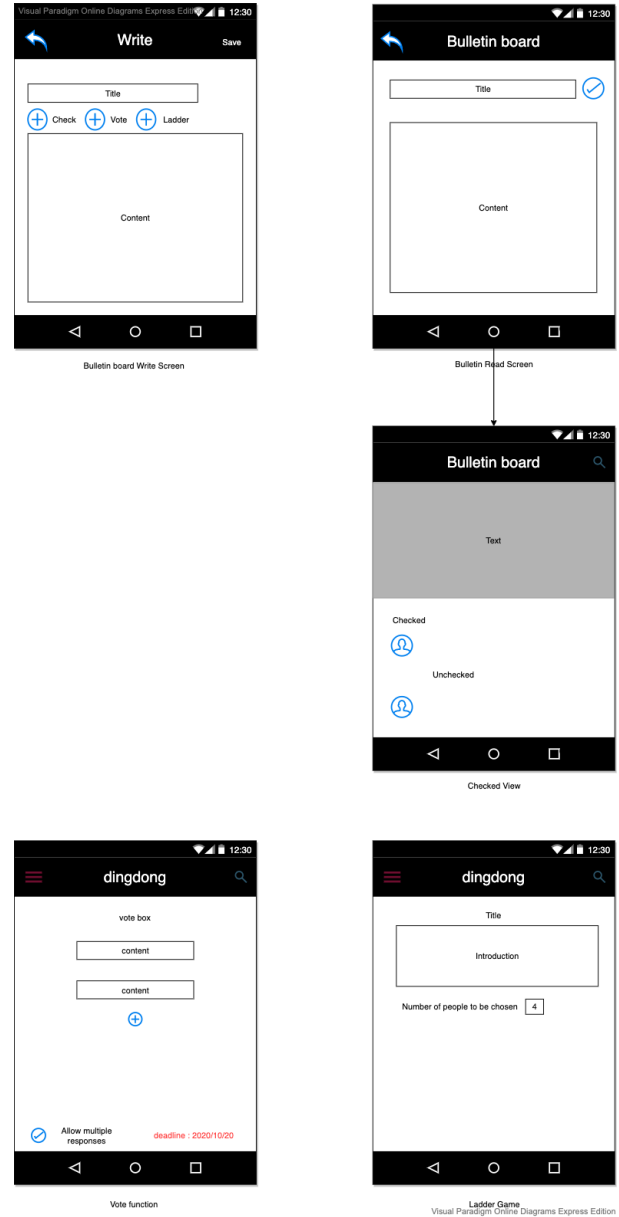 Visual Paradigm Online Diagrams Express Edition
12:30
Write
Save
Title
Check
Vote
Ladder
Content
Bulletin board Write Screen
12:30
Bulletin board
Title
Content
Bulletin Read Screen
12:30
Bulletin board
Text
Checked
Unchecked
Checked View
12:30
dingdong
vote box
content
content
Allow multiple
responses
deadline : 2020/10/20
Vote function
12:30
dingdong
Title
Introduction
Number of people to be chosen
4
Ladder Game
Visual Paradigm Online Diagrams Express Edition